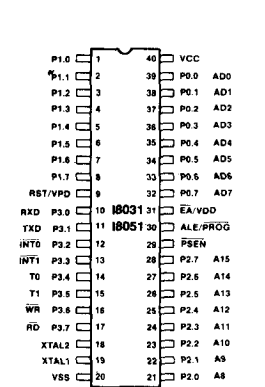 P1.0 1 40 VCC
P1.1 2 39 P0.0 AD0
P1.2 3 38 P0.1 AD1
P1.3 4 37 P0.2 AD2
P1.4 5 36 P0.3 AD3
P1.5 6 35 P0.4 AD4
P1.6 7 34 P0.5 AD5
P1.7 8 33 P0.6 AD6
RST/VPD 9 32 P0.7 AD7
RXD P3.0 10 I8031 31 EA/VDD
TXD P3.1 11 I8051 30 ALE/PROG
INT0 P3.2 12 29 PSEN
INT1 P3.3 13 28 P2.7 A15
T0 P3.4 14 27 P2.6 A14
T1 P3.5 15 26 P2.5 A13
WR P3.6 16 25 P2.4 A12
RD P3.7 17 24 P2.3 A11
XTAL2 18 23 P2.2 A10
XTAL1 19 22 P2.1 A9
VSS 20 21 P2.0 A8